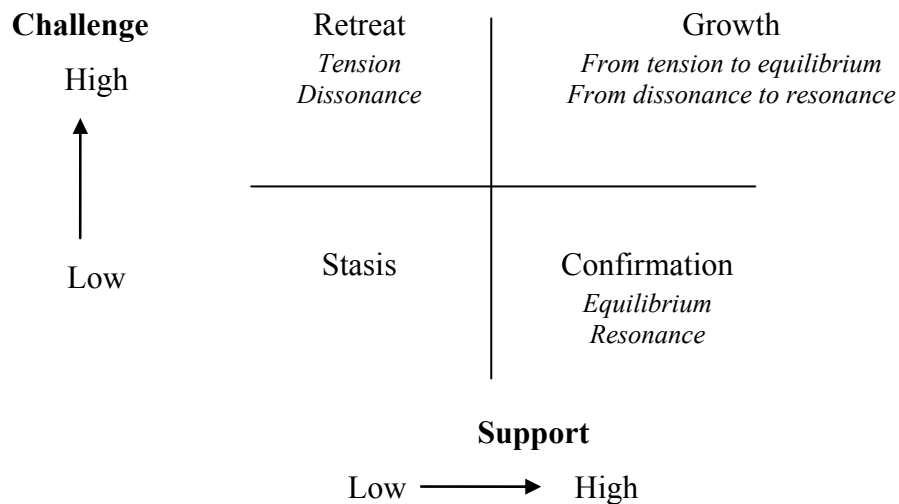 Challenge
High
Low
Retreat
Tension
Dissonance
Growth
From tension to equilibrium
From dissonance to resonance
Stasis
Confirmation
Equilibrium
Resonance
Support
Low
High